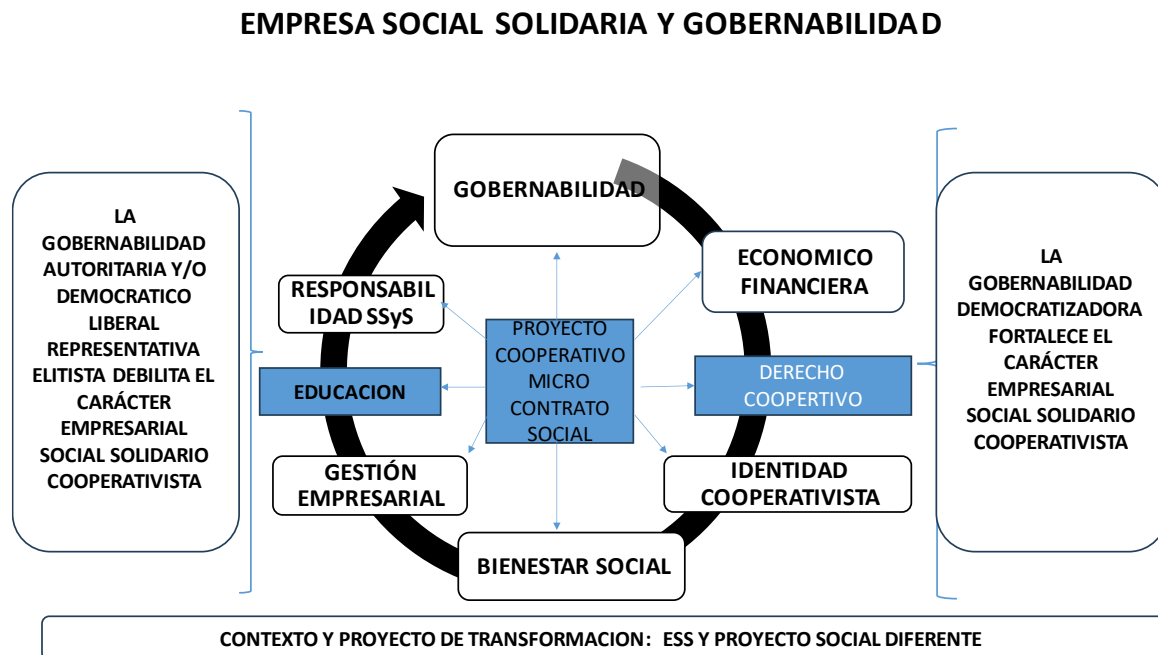 EMPRESA SOCIAL SOLIDARIA Y GOBERNABILIDAD
LA
GOBERNABILIDAD
AUTORITARIA Y/O
DEMOCRATICO
LIBERAL
REPRESENTATIVA
ELITISTA DEBILITA EL
CARÁCTER
EMPRESARIAL
SOCIAL SOLIDARIO
COOPERATIVISTA
GOBERNABILIDAD
ECONOMICO
FINANCIERA
RESPONSABIL
IDAD SSyS
PROYECTO
COOPERATIVO
MICRO
CONTRATO
SOCIAL
EDUCACION
DERECHO
COOPERTIVO
GESTIÓN
EMPRESARIAL
IDENTIDAD
COOPERATIVISTA
BIENESTAR SOCIAL
LA
GOBERNABILIDAD
DEMOCRATIZADORA
FORTALECE EL
CARÁCTER
EMPRESARIAL
SOCIAL SOLIDARIO
COOPERATIVISTA
CONTEXTO Y PROYECTO DE TRANSFORMACION: ESS Y PROYECTO SOCIAL DIFERENTE